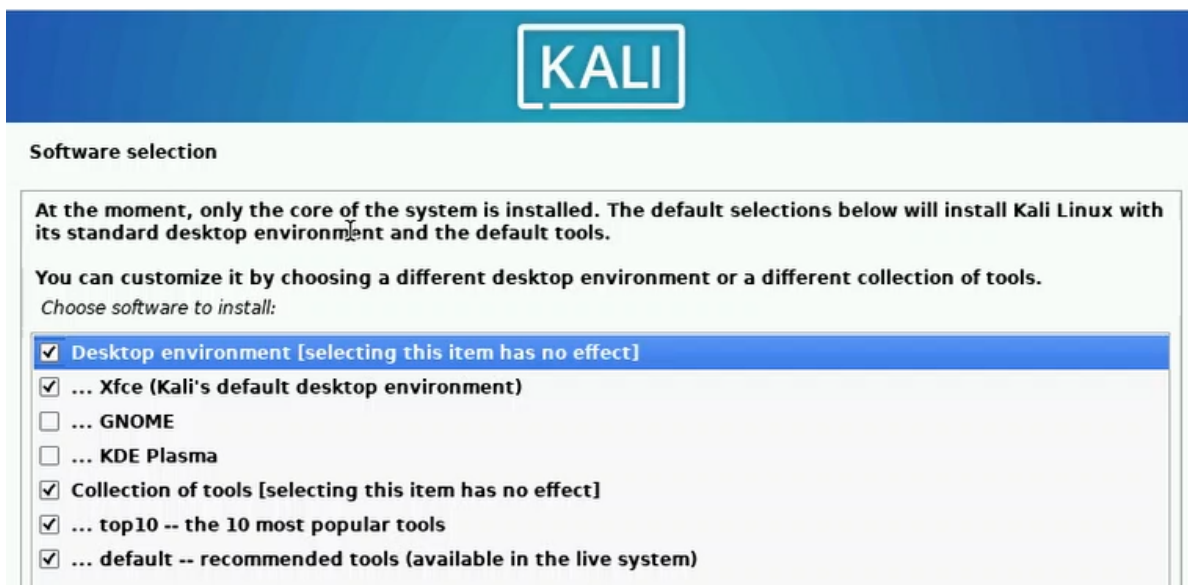 KALI
Software selection
At the moment, only the core of the system is installed. The default selections below will install Kali Linux with
its standard desktop environment and the default tools.
You can customize it by choosing a different desktop environment or a different collection of tools.
Choose software to install:
Desktop environment [selecting this item has no effect]
... Xfce (Kali's default desktop environment)
... GNOME
... KDE Plasma
Collection of tools [selecting this item has no effect]
... top10 -- the 10 most popular tools
... default -- recommended tools (available in the live system)